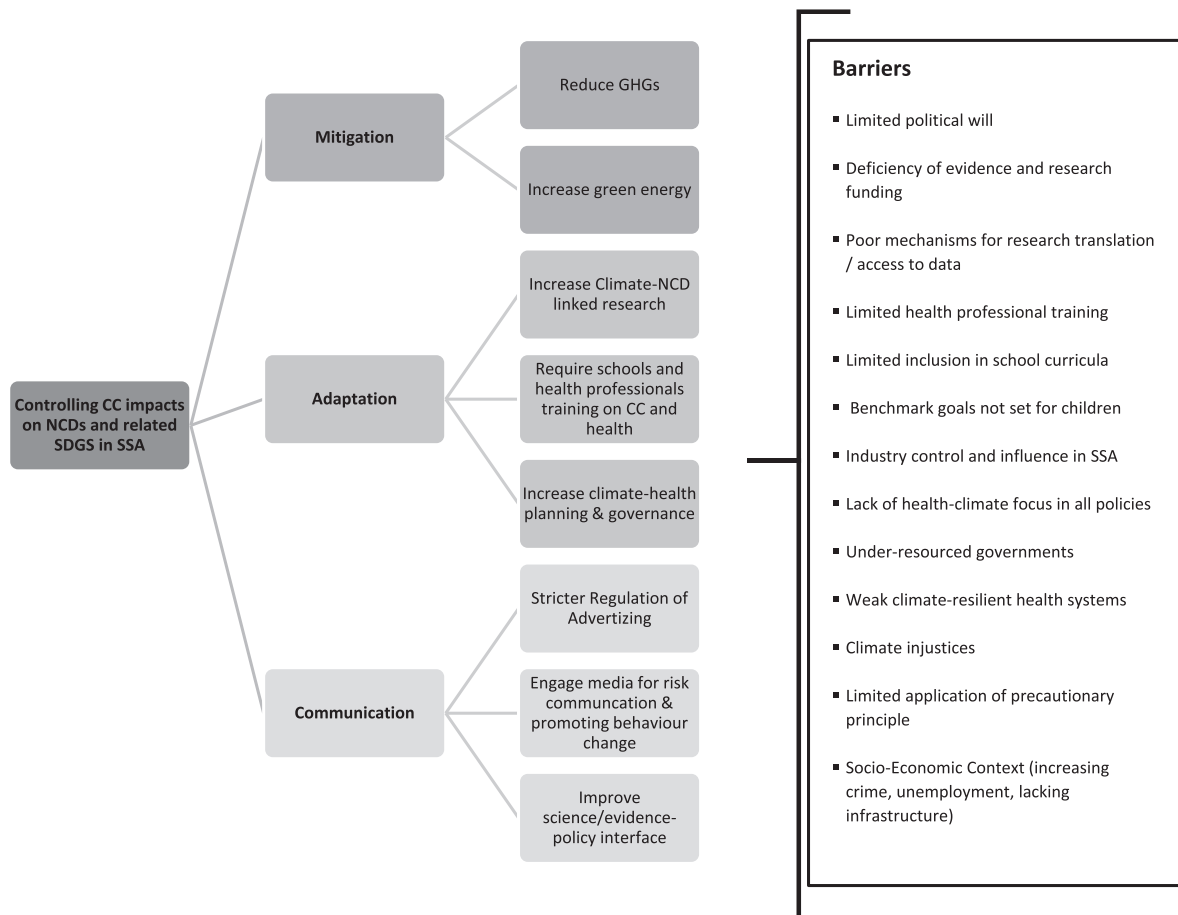 Controlling CC impacts
on NCDs and related
SDGS in SSA
Mitigation
Reduce GHGs
Increase green energy
Adaptation
Increase Climate-NCD
linked research
Require schools and
health professionals
training on CC and
health
Increase climate-health
planning & governance
Communication
Stricter Regulation of
Advertizing
Engage media for risk
communcation &
promoting behaviour
change
Improve
science/evidence-
policy interface
Barriers
▪ Limited political will
▪ Deficiency of evidence and research
funding
▪ Poor mechanisms for research translation
/ access to data
▪ Limited health professional training
▪ Limited inclusion in school curricula
▪ Benchmark goals not set for children
▪ Industry control and influence in SSA
▪ Lack of health-climate focus in all policies
▪ Under-resourced governments
▪ Weak climate-resilient health systems
▪ Climate injustices
▪ Limited application of precautionary
principle
▪ Socio-Economic Context (increasing
crime, unemployment, lacking
infrastructure)